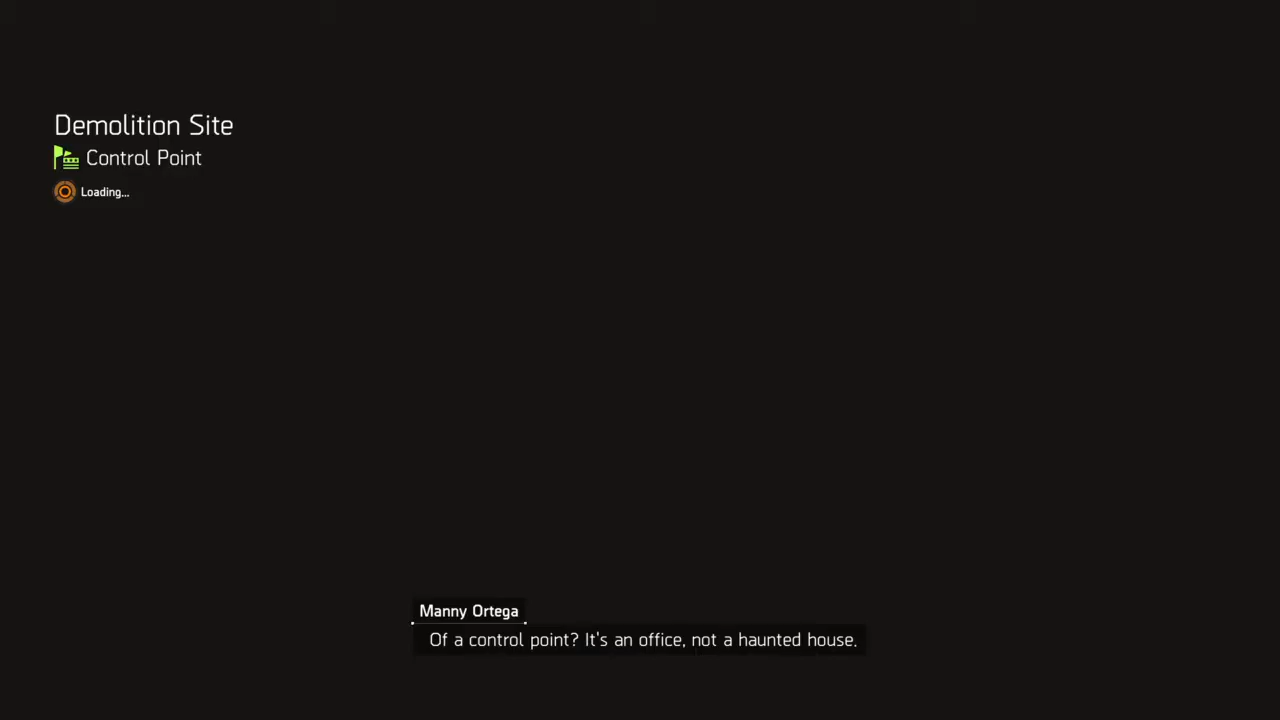 Demolition Site
Control Point
Loading...
Manny Ortega
Of a control point? It's an office, not a haunted house.